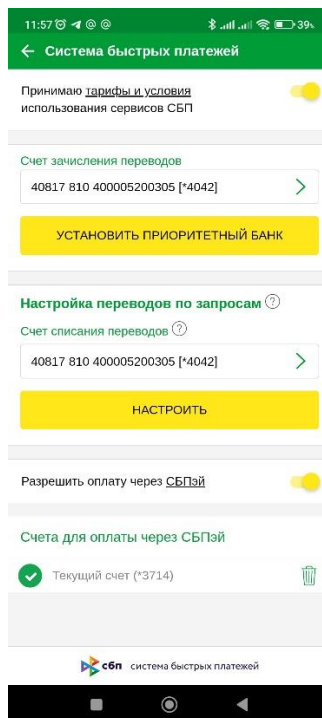 11:57 39%
Система быстрых платежей
Принимаю тарифы и условия
использования сервисов СБП
Счет зачисления переводов
40817 810 400005200305 [*4042]
УСТАНОВИТЬ ПРИОРИТЕТНЫЙ БАНК
Настройка переводов по запросам ?
Счет списания переводов ?
40817 810 400005200305 [*4042]
НАСТРОИТЬ
Разрешить оплату через СБПэй
Счета для оплаты через СБПэй
Текущий счет (*3714)
сбп система быстрых платежей